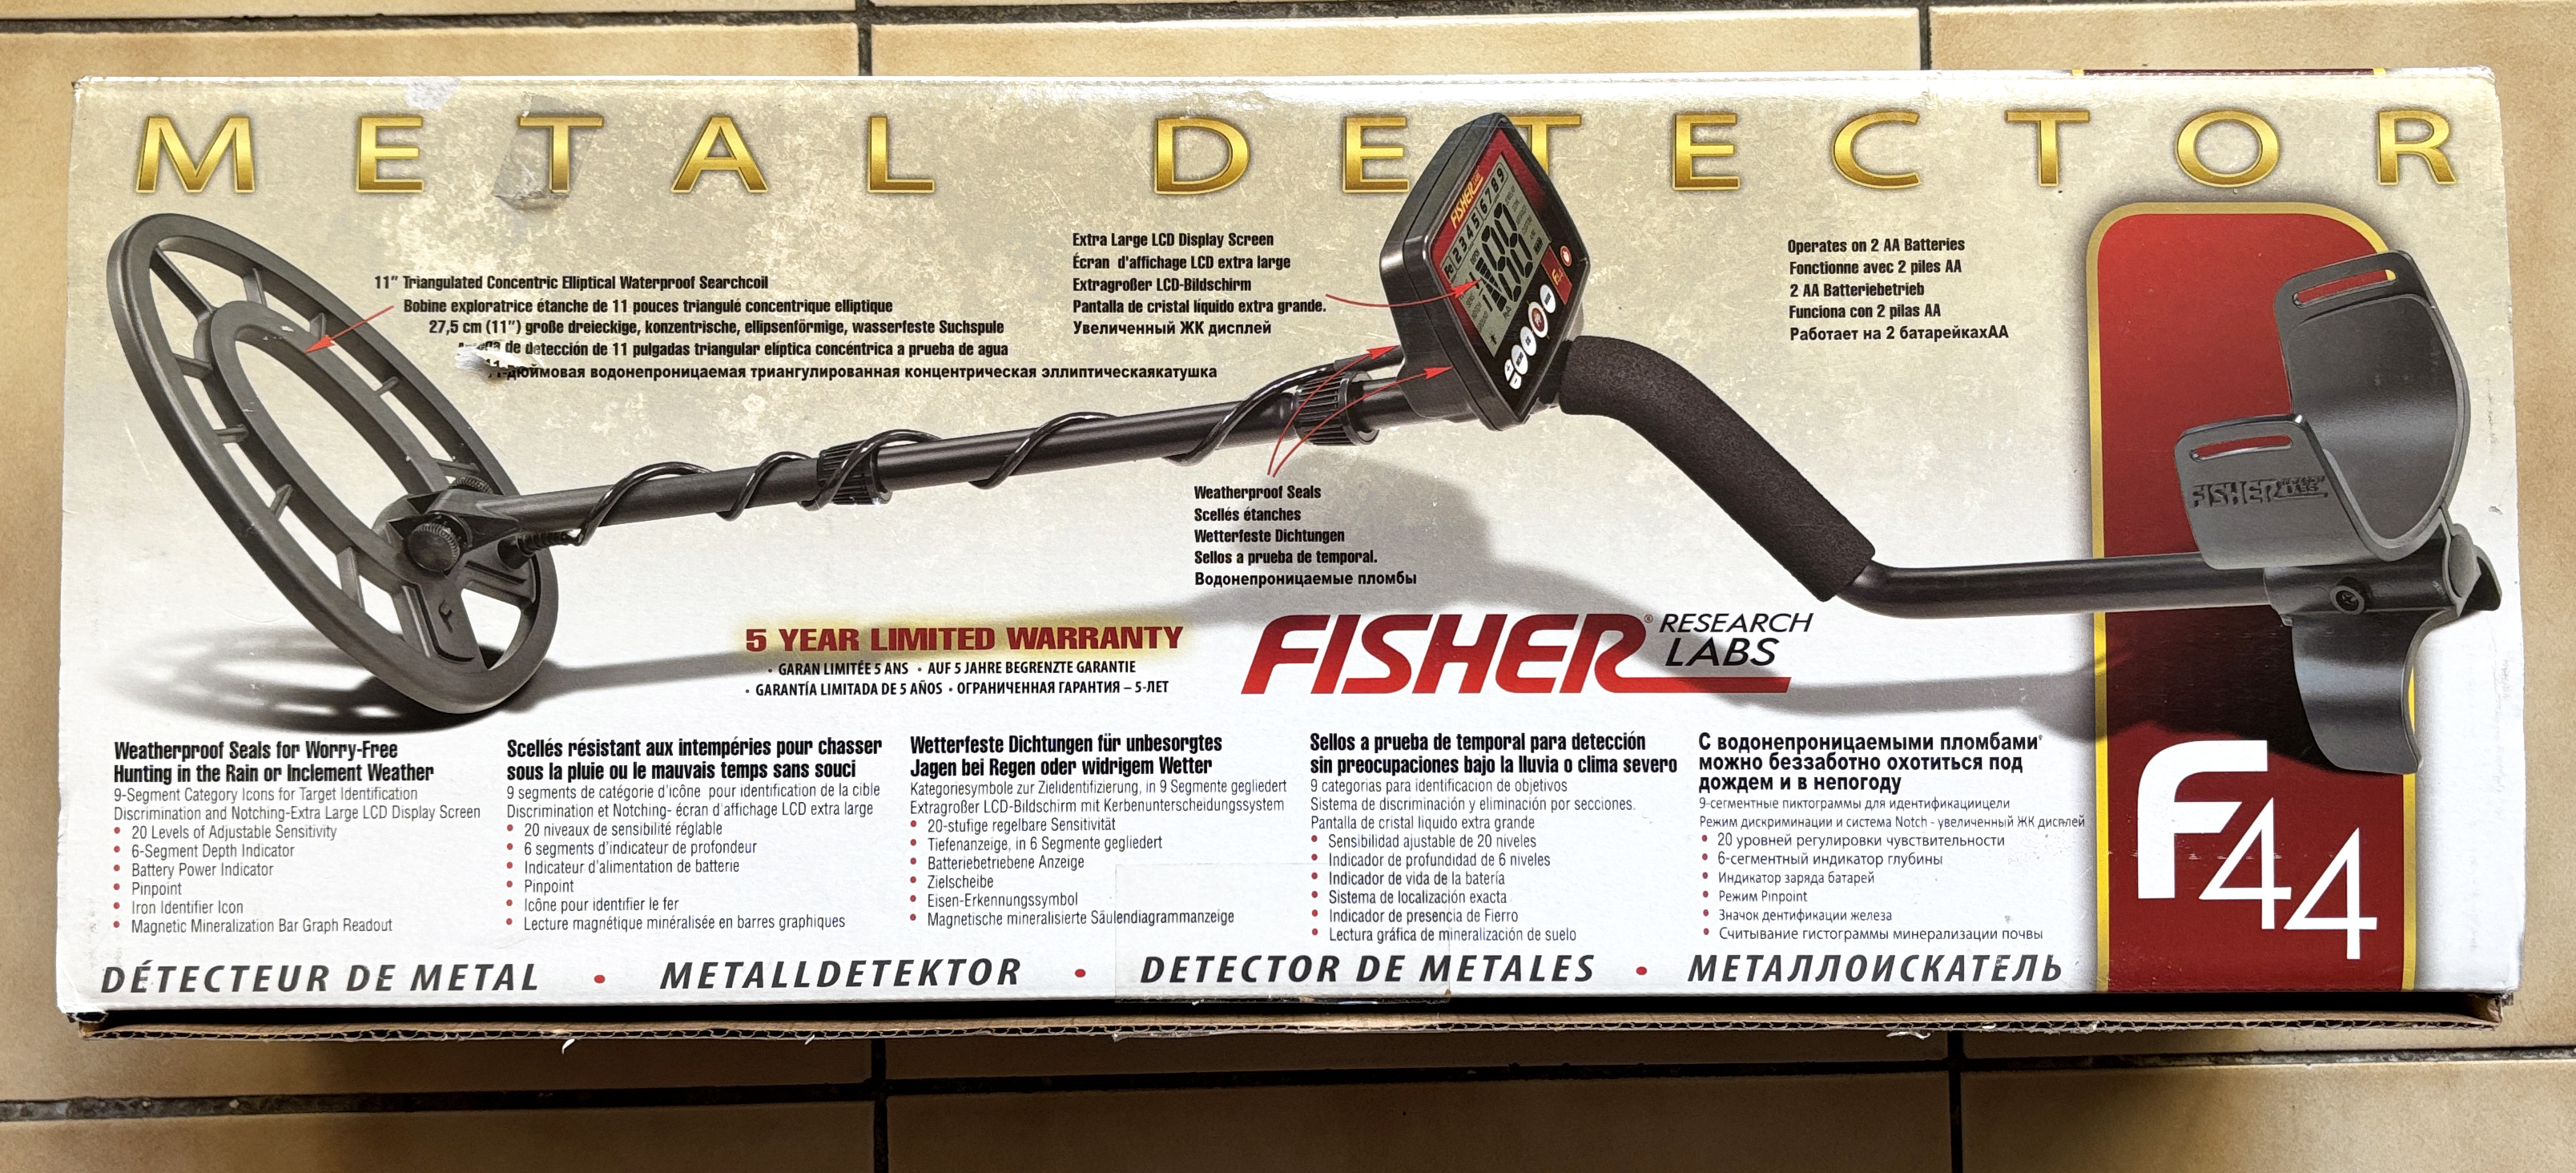 METAL DETECTOR
11" Triangulated Concentric Elliptical Waterproof Searchcoil
Bobine exploratrice étanche de 11 pouces triangulé concentrique elliptique
27,5 cm (11") große dreieckige, konzentrische, ellipsenförmige, wasserfeste Suchspule
de detección de 11 pulgadas triangular elíptica concéntrica a prueba de agua
водонепроницаемая триангулированная концентрическая эллиптическаякатушка
Extra Large LCD Display Screen
Écran d'affichage LCD extra large
Extragroßer LCD-Bildschirm
Pantalla de cristal líquido extra grande.
Увеличенный ЖК дисплей
FISHER
Fe 2 3 4 5 6 7 8 9
Operates on 2 AA Batteries
Fonctionne avec 2 piles AA
2 AA Batteriebetrieb
Funciona con 2 pilas AA
Работает на 2 батарейкахAA
FISHER LABS
Weatherproof Seals
Scellés étanches
Wetterfeste Dichtungen
Sellos a prueba de temporal.
Водонепроницаемые пломбы
5 YEAR LIMITED WARRANTY
• GARAN LIMITÉE 5 ANS • AUF 5 JAHRE BEGRENZTE GARANTIE
• GARANTÍA LIMITADA DE 5 AÑOS • ОГРАНИЧЕННАЯ ГАРАНТИЯ – 5-ЛЕТ
FISHER® RESEARCH LABS
Weatherproof Seals for Worry-Free
Hunting in the Rain or Inclement Weather
9-Segment Category Icons for Target Identification
Discrimination and Notching-Extra Large LCD Display Screen
• 20 Levels of Adjustable Sensitivity
• 6-Segment Depth Indicator
• Battery Power Indicator
• Pinpoint
• Iron Identifier Icon
• Magnetic Mineralization Bar Graph Readout
Scellés résistant aux intempéries pour chasser
sous la pluie ou le mauvais temps sans souci
9 segments de catégorie d'icône pour identification de la cible
Discrimination et Notching- écran d'affichage LCD extra large
• 20 niveaux de sensibilité réglable
• 6 segments d'indicateur de profondeur
• Indicateur d'alimentation de batterie
• Pinpoint
• Icône pour identifier le fer
• Lecture magnétique minéralisée en barres graphiques
Wetterfeste Dichtungen für unbesorgtes
Jagen bei Regen oder widrigem Wetter
Kategoriesymbole zur Zielidentifizierung, in 9 Segmente gegliedert
Extragroßer LCD-Bildschirm mit Kerbenunterscheidungssystem
• 20-stufige regelbare Sensitivität
• Tiefenanzeige, in 6 Segmente gegliedert
• Batteriebetriebene Anzeige
• Zielscheibe
• Eisen-Erkennungssymbol
• Magnetische mineralisierte Säulendiagrammanzeige
Sellos a prueba de temporal para detección
sin preocupaciones bajo la lluvia o clima severo
9 categorias para identificacion de objetivos
Sistema de discriminación y eliminación por secciones.
Pantalla de cristal liquido extra grande
• Sensibilidad ajustable de 20 niveles
• Indicador de profundidad de 6 niveles
• Indicador de vida de la batería
• Sistema de localización exacta
• Indicador de presencia de Fierro
• Lectura gráfica de mineralización de suelo
С водонепроницаемыми пломбами
можно беззаботно охотиться под
дождем и в непогоду
9-сегментные пиктограммы для идентификациицели
Режим дискриминации и система Notch - увеличенный ЖК дисплей
• 20 уровней регулировки чувствительности
• 6-сегментный индикатор глубины
• Индикатор заряда батарей
• Режим Pinpoint
• Значок дентификации железа
• Считывание гистограммы минерализации почвы
F44
DÉTECTEUR DE METAL • METALLDETEKTOR • DETECTOR DE METALES • МЕТАЛЛОИСКАТЕЛЬ